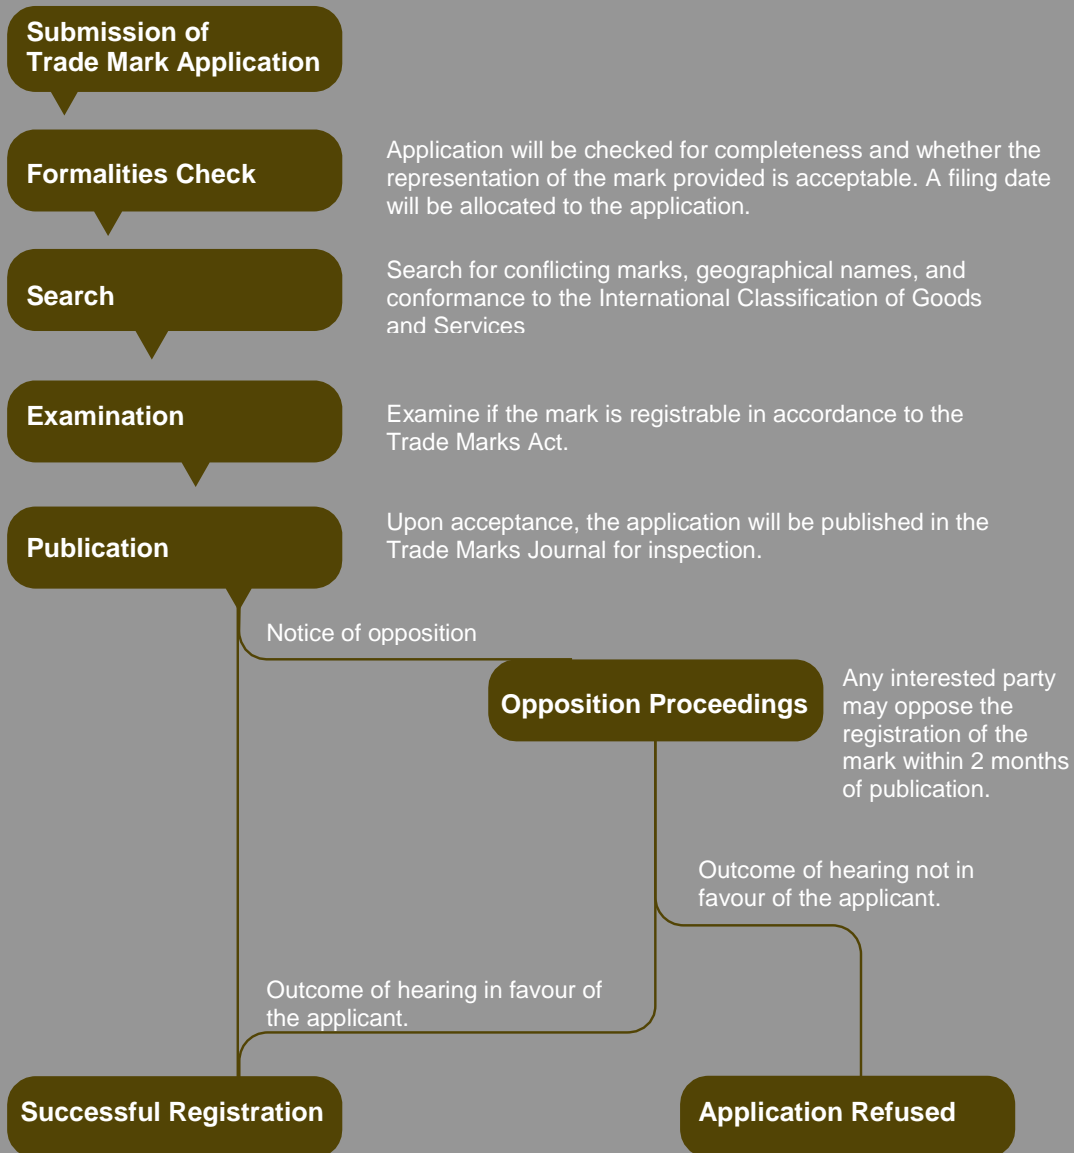 Submission of
Trade Mark Application
Formalities Check
Application will be checked for completeness and whether the
representation of the mark provided is acceptable. A filing date
will be allocated to the application.
Search
Search for conflicting marks, geographical names, and
conformance to the International Classification of Goods
and Services
Examination
Examine if the mark is registrable in accordance to the
Trade Marks Act.
Publication
Upon acceptance, the application will be published in the
Trade Marks Journal for inspection.
Notice of opposition
Opposition Proceedings
Any interested party
may oppose the
registration of the
mark within 2 months
of publication.
Outcome of hearing not in
favour of the applicant.
Outcome of hearing in favour of
the applicant.
Successful Registration
Application Refused